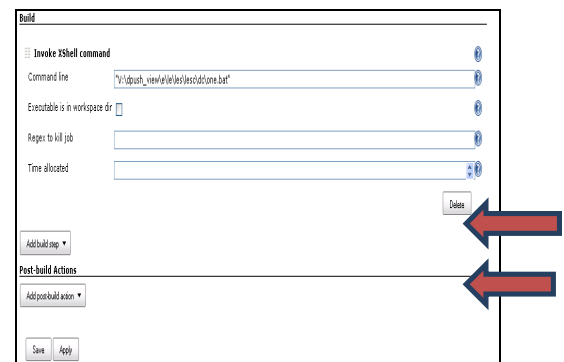 Build
Invoke XShell command
Command line
"V:\dpush_view\e\le\les\lesc\dc\one.bat"
Executable is in workspace dir
Regex to kill job
Time allocated
Delete
Add build step
Post-build Actions
Add post-build action
Save Apply